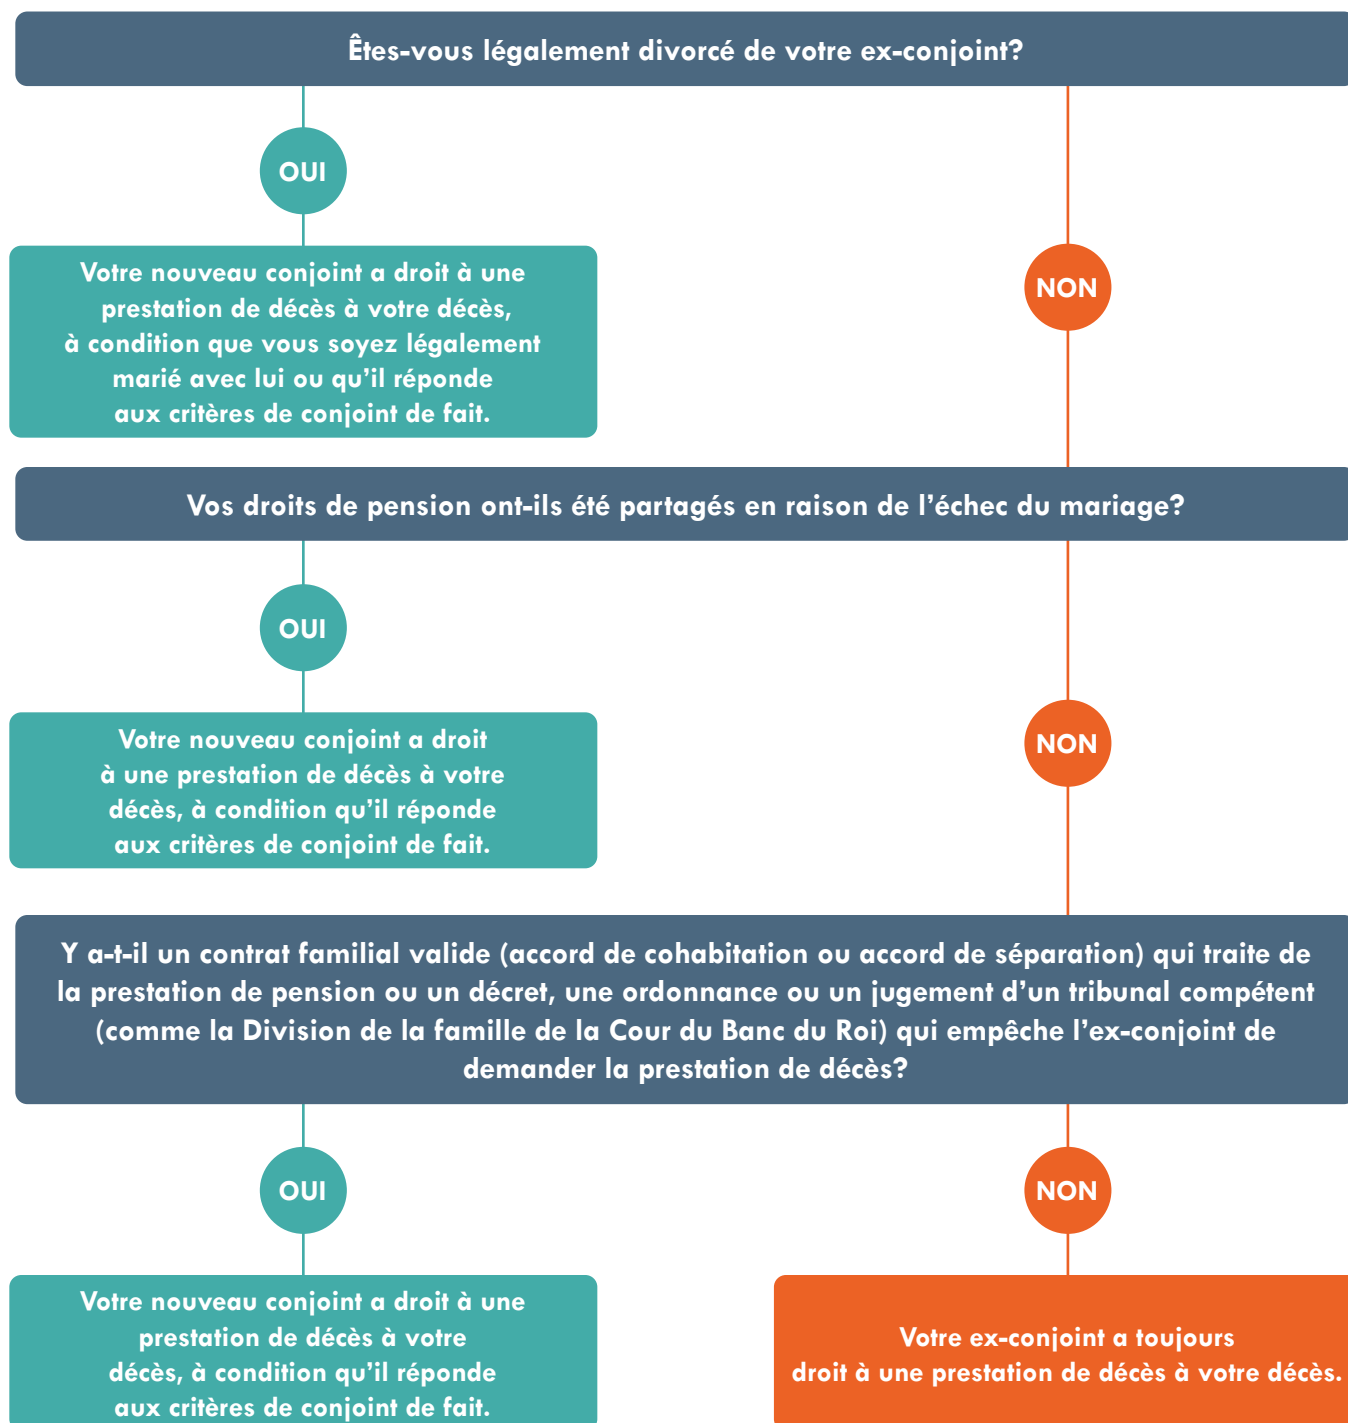 Êtes-vous légalement divorcé de votre ex-conjoint?
OUI
Votre nouveau conjoint a droit à une
prestation de décès à votre décès,
à condition que vous soyez légalement
marié avec lui ou qu’il réponde
aux critères de conjoint de fait.
NON
Vos droits de pension ont-ils été partagés en raison de l’échec du mariage?
OUI
Votre nouveau conjoint a droit
à une prestation de décès à votre
décès, à condition qu’il réponde
aux critères de conjoint de fait.
NON
Y a-t-il un contrat familial valide (accord de cohabitation ou accord de séparation) qui traite de
la prestation de pension ou un décret, une ordonnance ou un jugement d’un tribunal compétent
(comme la Division de la famille de la Cour du Banc du Roi) qui empêche l’ex-conjoint de
demander la prestation de décès?
OUI
Votre nouveau conjoint a droit à une
prestation de décès à votre
décès, à condition qu’il réponde
aux critères de conjoint de fait.
NON
Votre ex-conjoint a toujours
droit à une prestation de décès à votre décès.